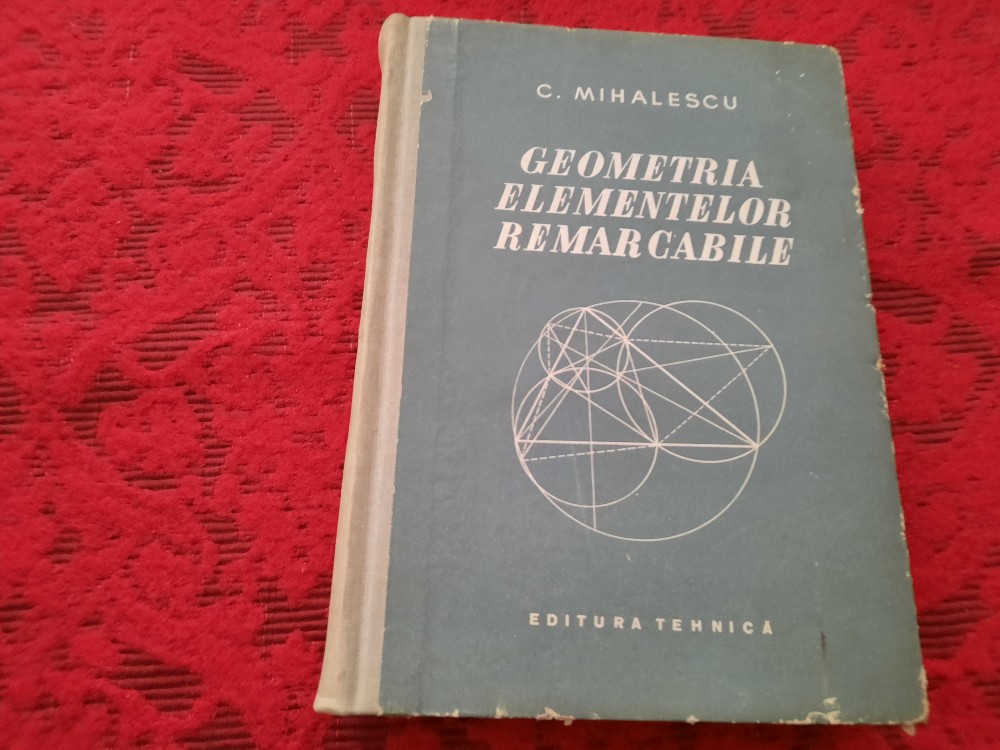 C. MIHALESCU
GEOMETRIA
ELEMENTELOR
REMARCABILE
EDITURA TEHNICĂ